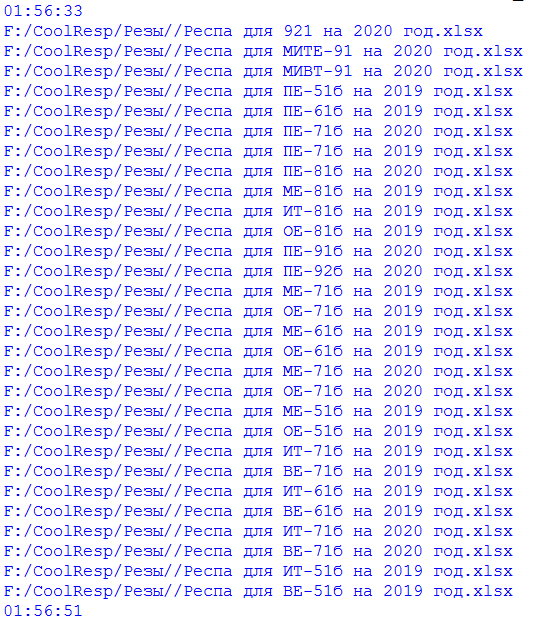 01:56:33
F:/CoolResp/Резы//Респа для 921 на 2020 год.xlsx
F:/CoolResp/Резы//Респа для МИТЕ-91 на 2020 год.xlsx
F:/CoolResp/Резы//Респа для МИВТ-91 на 2020 год.xlsx
F:/CoolResp/Резы//Респа для ПЕ-51б на 2019 год.xlsx
F:/CoolResp/Резы//Респа для ПЕ-61б на 2019 год.xlsx
F:/CoolResp/Резы//Респа для ПЕ-71б на 2020 год.xlsx
F:/CoolResp/Резы//Респа для ПЕ-71б на 2019 год.xlsx
F:/CoolResp/Резы//Респа для ПЕ-81б на 2020 год.xlsx
F:/CoolResp/Резы//Респа для МЕ-81б на 2019 год.xlsx
F:/CoolResp/Резы//Респа для ИТ-81б на 2019 год.xlsx
F:/CoolResp/Резы//Респа для ОЕ-81б на 2019 год.xlsx
F:/CoolResp/Резы//Респа для ПЕ-91б на 2020 год.xlsx
F:/CoolResp/Резы//Респа для ПЕ-92б на 2020 год.xlsx
F:/CoolResp/Резы//Респа для МЕ-71б на 2019 год.xlsx
F:/CoolResp/Резы//Респа для ОЕ-71б на 2019 год.xlsx
F:/CoolResp/Резы//Респа для МЕ-61б на 2019 год.xlsx
F:/CoolResp/Резы//Респа для ОЕ-61б на 2019 год.xlsx
F:/CoolResp/Резы//Респа для МЕ-71б на 2020 год.xlsx
F:/CoolResp/Резы//Респа для ОЕ-71б на 2020 год.xlsx
F:/CoolResp/Резы//Респа для МЕ-51б на 2019 год.xlsx
F:/CoolResp/Резы//Респа для ОЕ-51б на 2019 год.xlsx
F:/CoolResp/Резы//Респа для ИТ-71б на 2019 год.xlsx
F:/CoolResp/Резы//Респа для ВЕ-71б на 2019 год.xlsx
F:/CoolResp/Резы//Респа для ИТ-61б на 2019 год.xlsx
F:/CoolResp/Резы//Респа для ВЕ-61б на 2019 год.xlsx
F:/CoolResp/Резы//Респа для ИТ-71б на 2020 год.xlsx
F:/CoolResp/Резы//Респа для ВЕ-71б на 2020 год.xlsx
F:/CoolResp/Резы//Респа для ИТ-51б на 2019 год.xlsx
F:/CoolResp/Резы//Респа для ВЕ-51б на 2019 год.xlsx
01:56:51